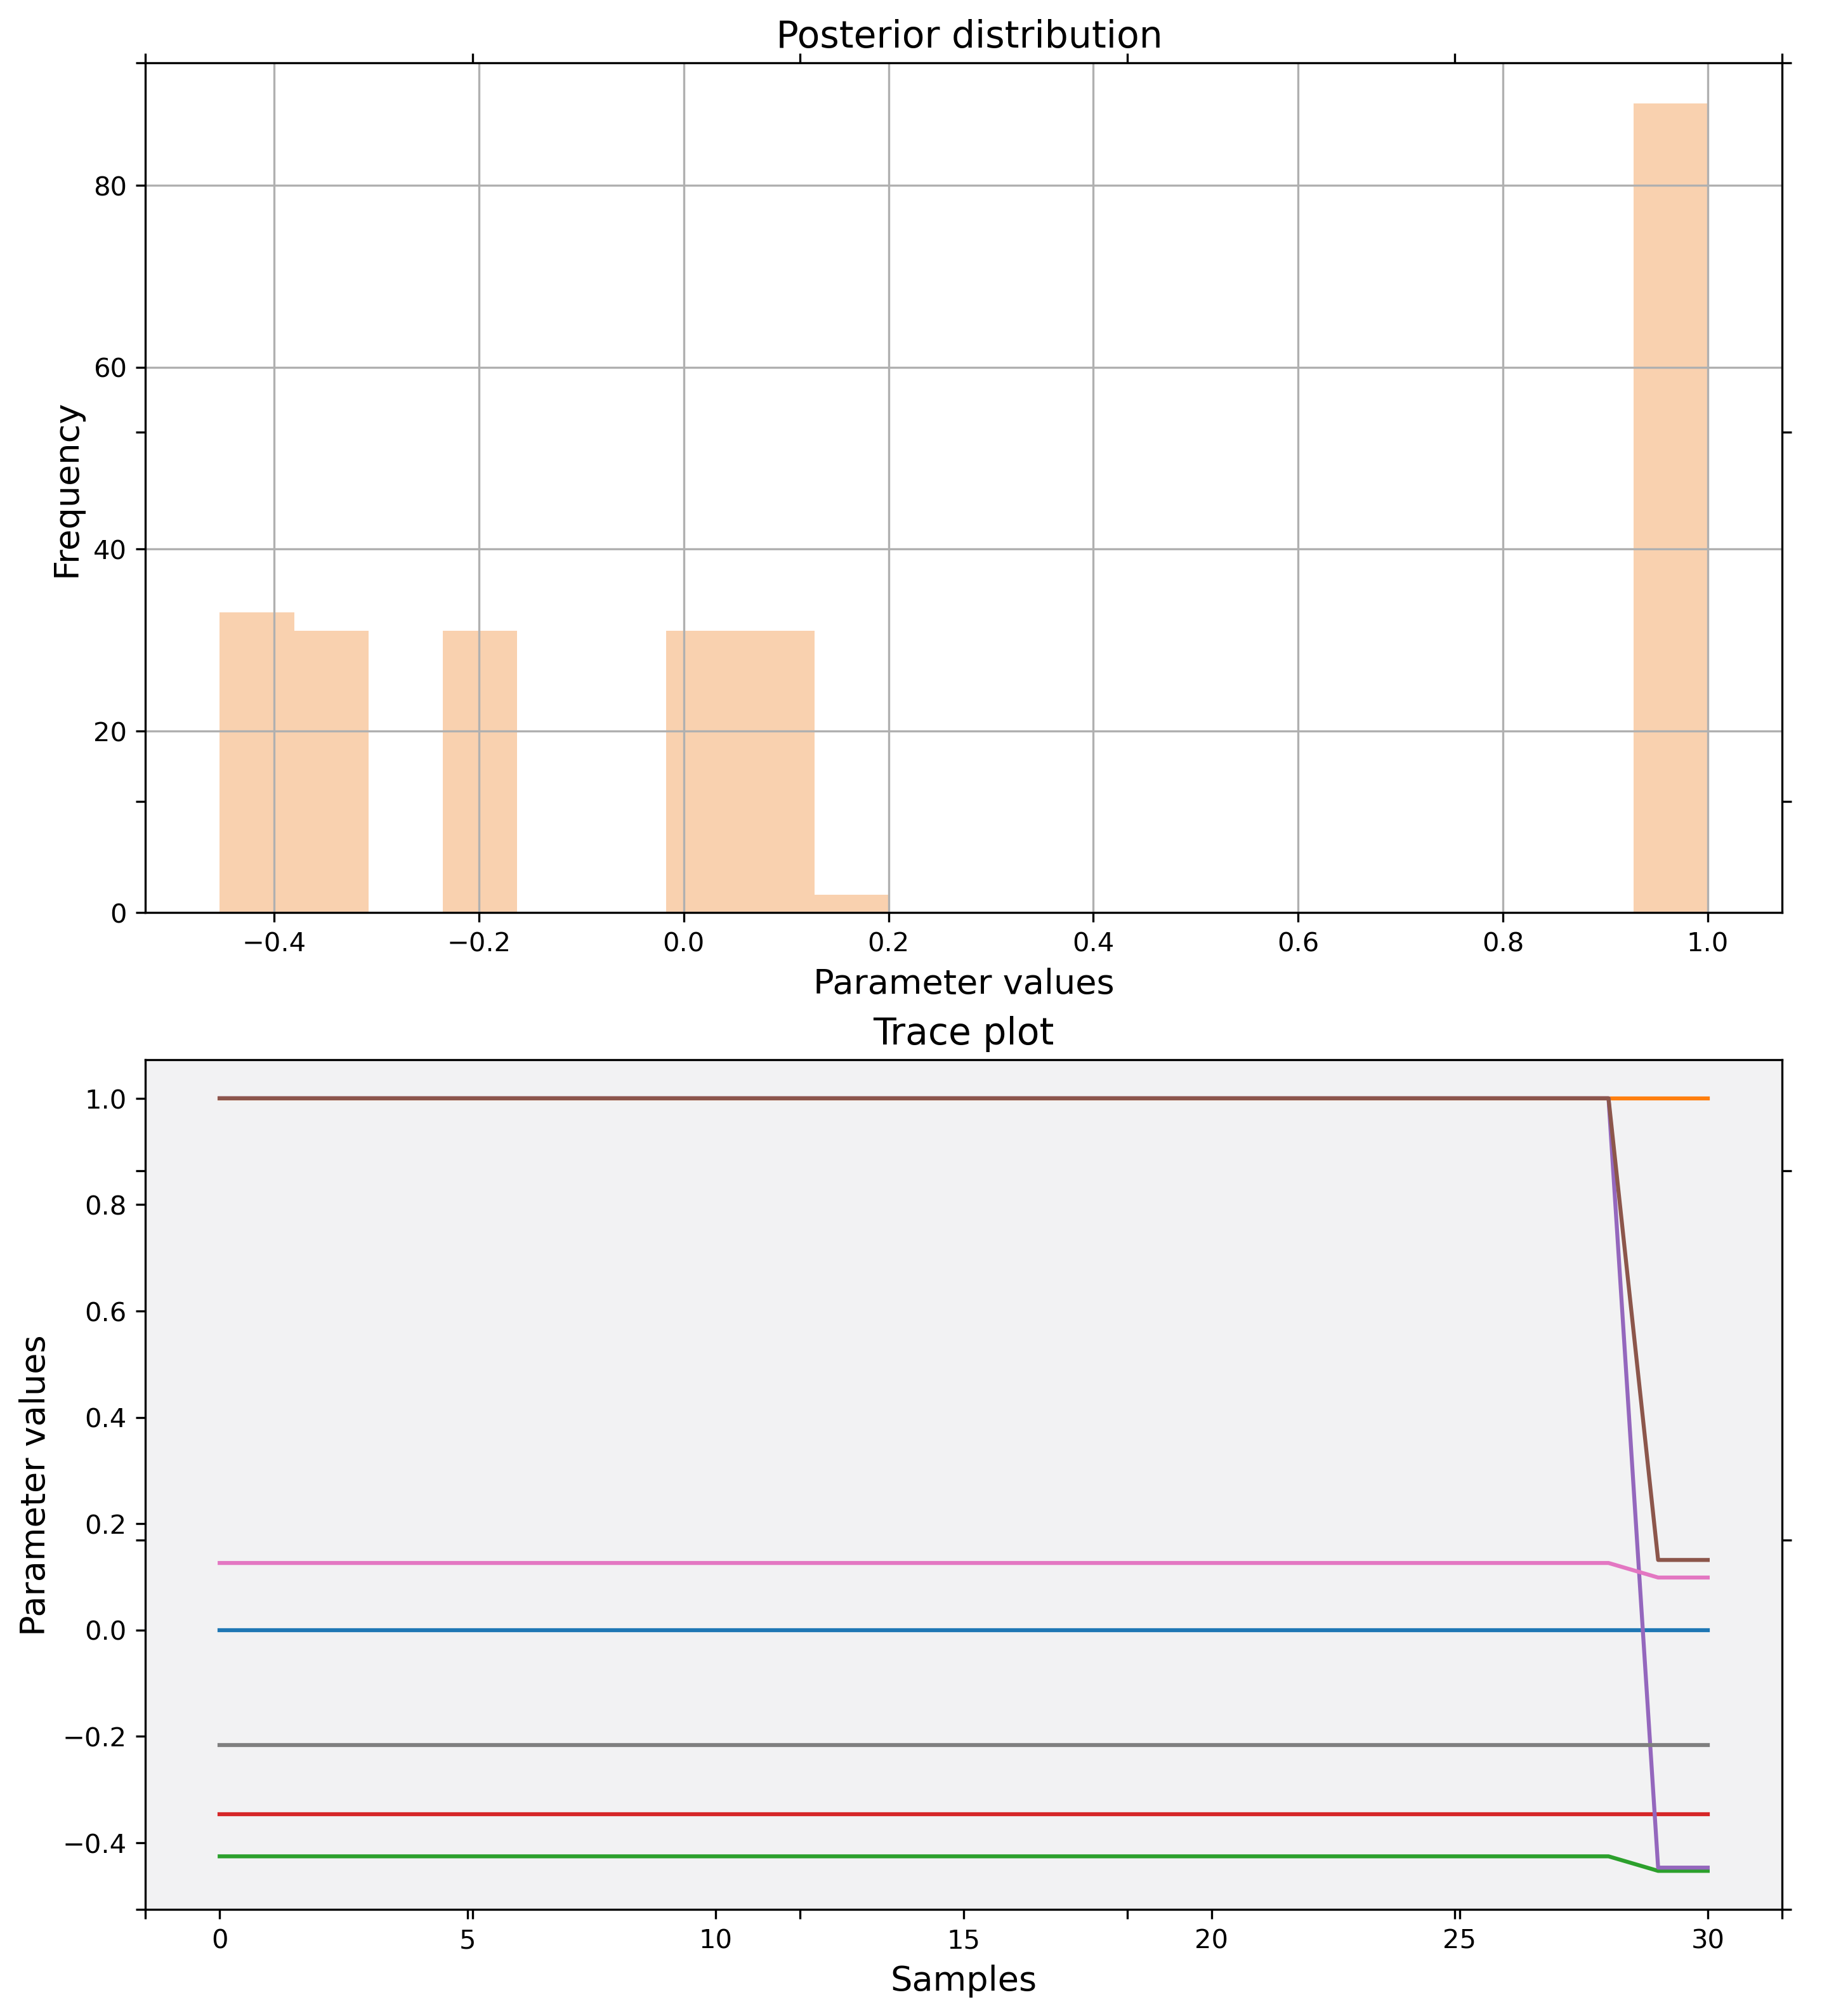 Posterior distribution
80
60
40
20
0
Frequency
−0.4 −0.2 0.0 0.2 0.4 0.6 0.8 1.0
Parameter values
Trace plot
1.0
0.8
0.6
0.4
0.2
0.0
−0.2
−0.4
Parameter values
0 5 10 15 20 25 30
Samples